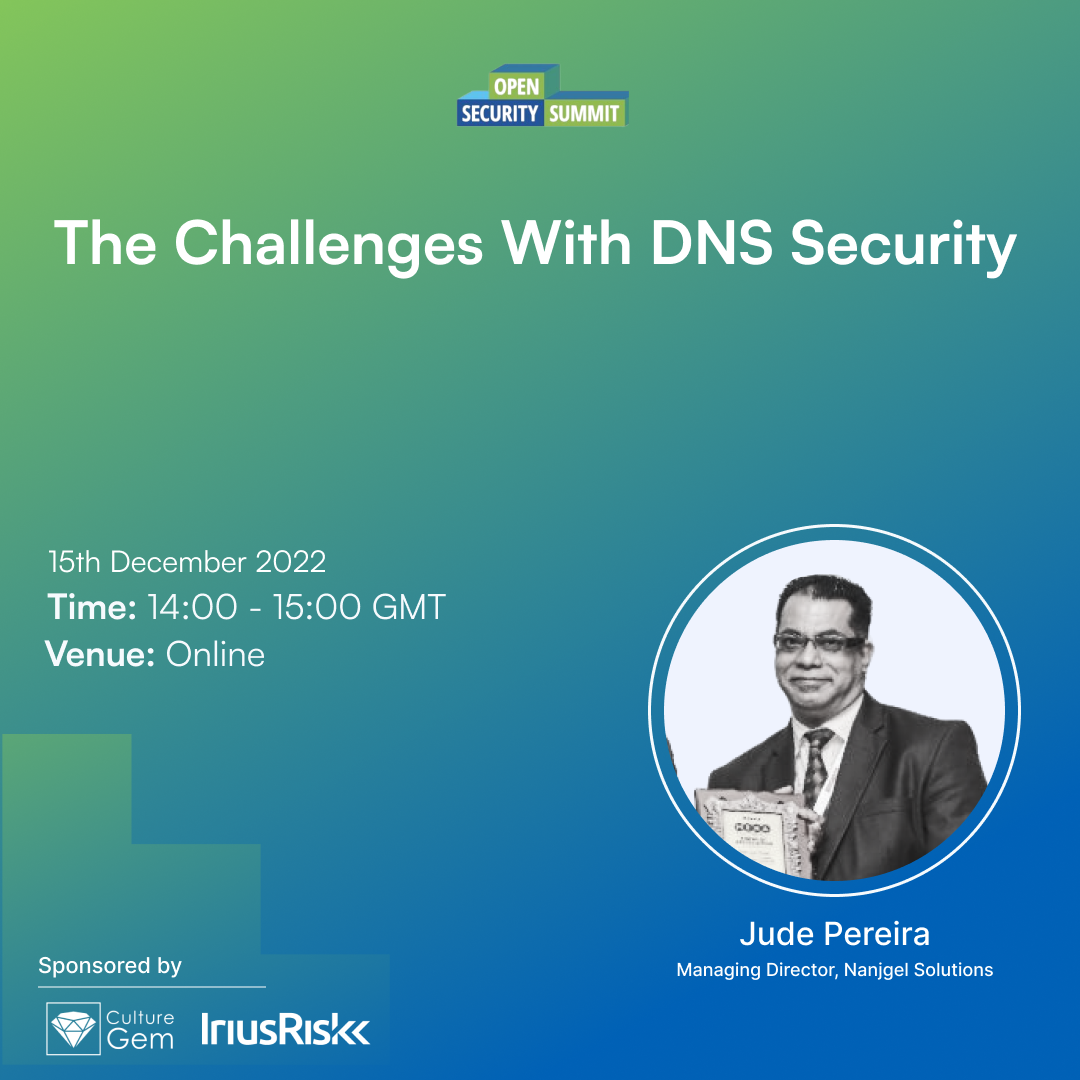 OPEN
SECURITY SUMMIT
The Challenges With DNS Security
15th December 2022
Time: 14:00 - 15:00 GMT
Venue: Online
Jude Pereira
Managing Director, Nanjgel Solutions
Sponsored by
Culture
Gem
IriusRisk